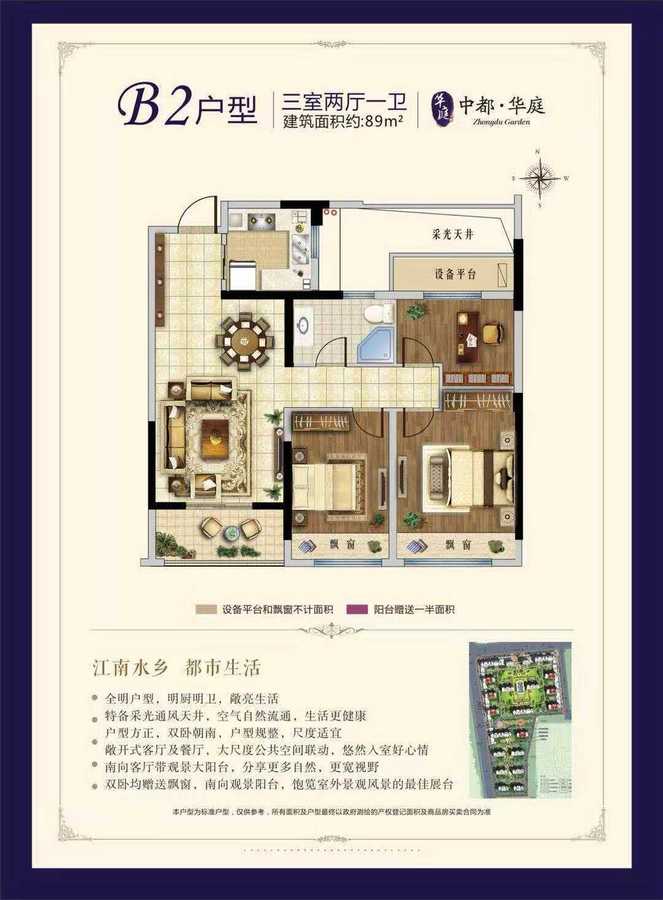 B2户型
三室两厅一卫
建筑面积约:89m²
华庭
中都·华庭
Zhongdu Garden
N
E W
S
采光天井
设备平台
飘窗 飘窗
设备平台和飘窗不计面积 阳台赠送一半面积
江南水乡 都市生活
全明户型，明厨明卫，敞亮生活
特备采光通风天井，空气自然流通，生活更健康
户型方正，双卧朝南，户型规整，尺度适宜
敞开式客厅及餐厅，大尺度公共空间联动，悠然入室好心情
南向客厅带观景大阳台，分享更多自然，更宽视野
双卧均赠送飘窗，南向观景阳台，饱览室外景观风景的最佳展台
本户型为标准户型，仅供参考，所有面积及户型最终以政府测绘的产权登记面积及商品房买卖合同为准